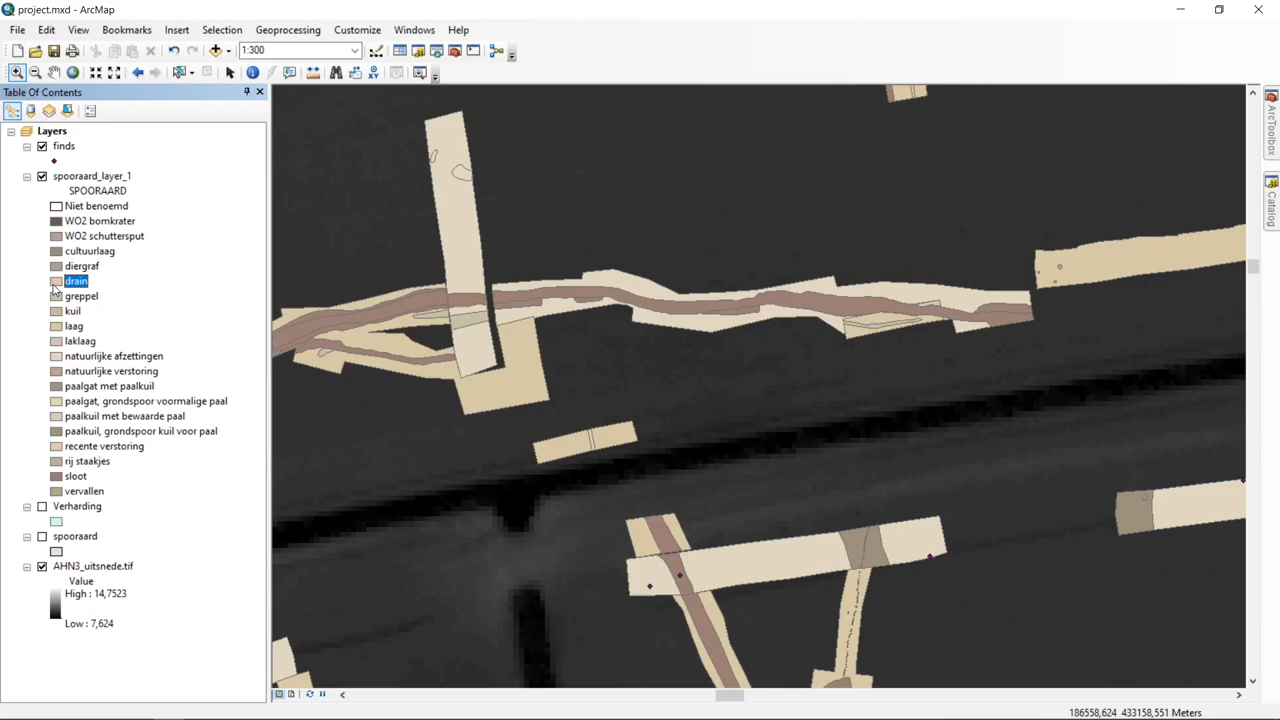 project.mxd - ArcMap
File Edit View Bookmarks Insert Selection Geoprocessing Customize Windows Help
1:300
Table Of Contents
Layers
finds
spooraard_layer_1
SPOORAARD
Niet benoemd
WO2 bomkrater
WO2 schuttersput
cultuurlaag
diergraf
drain
greppel
kuil
laag
laklaag
natuurlijke afzettingen
natuurlijke verstoring
paalgat met paalkuil
paalgat, grondspoor voormalige paal
paalkuil met bewaarde paal
paalkuil, grondspoor kuil voor paal
recente verstoring
rij staakjes
sloot
vervallen
Verharding
spooraard
AHN3_uitsnede.tif
Value
High : 14,7523
Low : 7,624
ArcToolbox
Catalog
186558,624 433158,551 Meters